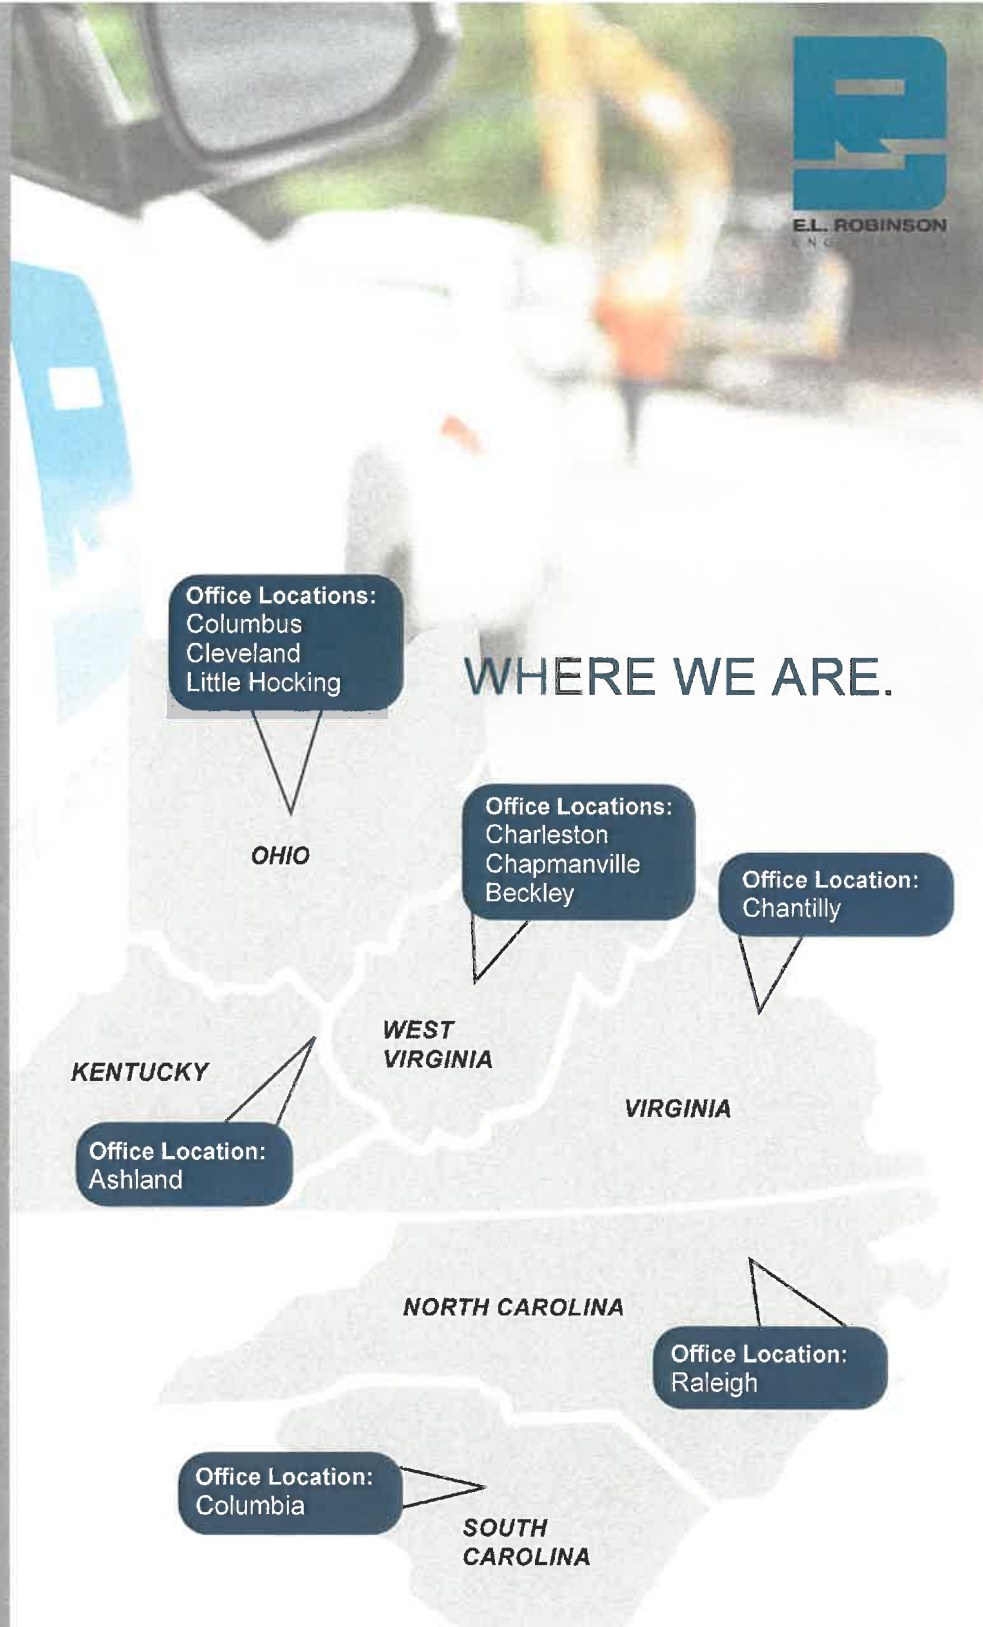 E.L. ROBINSON
Office Locations:
Columbus
Cleveland
Little Hocking
WHERE WE ARE.
OHIO
Office Locations:
Charleston
Chapmanville
Beckley
Office Location:
Chantilly
WEST
VIRGINIA
KENTUCKY
VIRGINIA
Office Location:
Ashland
NORTH CAROLINA
Office Location:
Raleigh
Office Location:
Columbia
SOUTH
CAROLINA